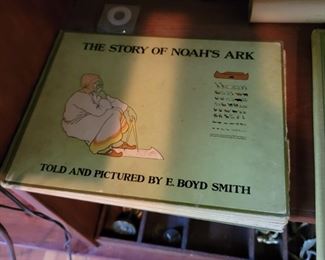 THE STORY OF NOAH'S ARK
TOLD AND PICTURED BY E. BOYD SMITH